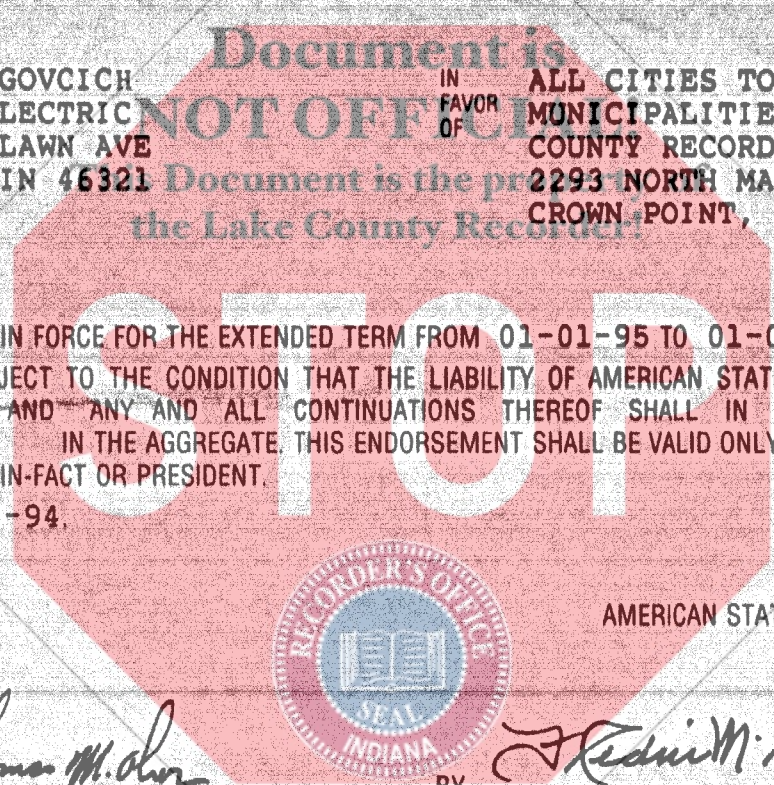 Document is
NOT OFFICIAL!
This Document is the property of
the Lake County Recorder!
GOVCICH
LECTRIC
LAWN AVE
IN 46321
IN
FAVOR
OF
ALL CITIES TO
MUNICIPALITIE
COUNTY RECORD
2293 NORTH MA
CROWN POINT,
STOP
IN FORCE FOR THE EXTENDED TERM FROM 01-01-95 TO 01-0
JECT TO THE CONDITION THAT THE LIABILITY OF AMERICAN STAT
AND ANY AND ALL CONTINUATIONS THEREOF SHALL IN
IN THE AGGREGATE. THIS ENDORSEMENT SHALL BE VALID ONLY
IN-FACT OR PRESIDENT.
-94.
RECORDER'S OFFICE
SEAL
INDIANA
AMERICAN STA
BY